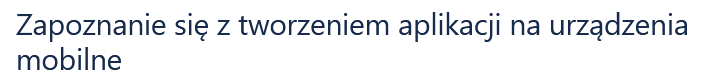 Zapoznanie się z tworzeniem aplikacji na urządzenia
mobilne